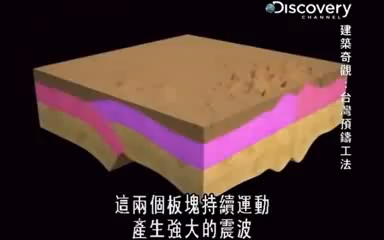 Discovery
CHANNEL
建築奇觀：台灣預鑄工法
這兩個板塊持續運動
產生強大的震波